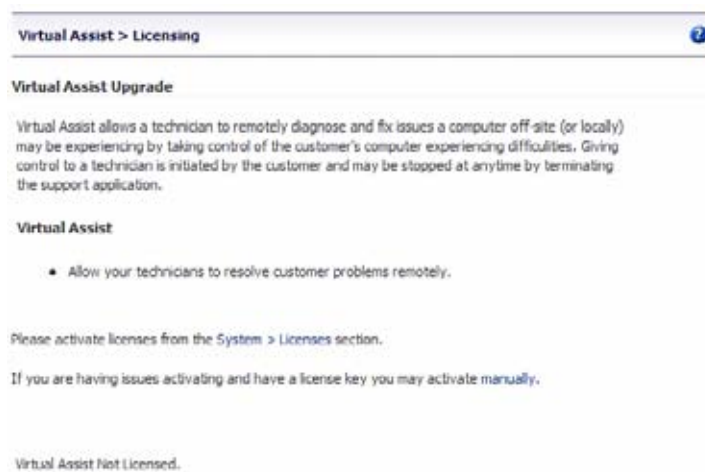 Virtual Assist > Licensing
?
Virtual Assist Upgrade
Virtual Assist allows a technician to remotely diagnose and fix issues a computer off-site (or locally)
may be experiencing by taking control of the customer's computer experiencing difficulities. Giving
control to a technician is initiated by the customer and may be stopped at anytime by terminating
the support application.
Virtual Assist
• Allow your technicians to resolve customer problems remotely.
Please activate licenses from the System > Licenses section.
If you are having issues activating and have a license key you may activate manually.
Virtual Assist Not Licensed.